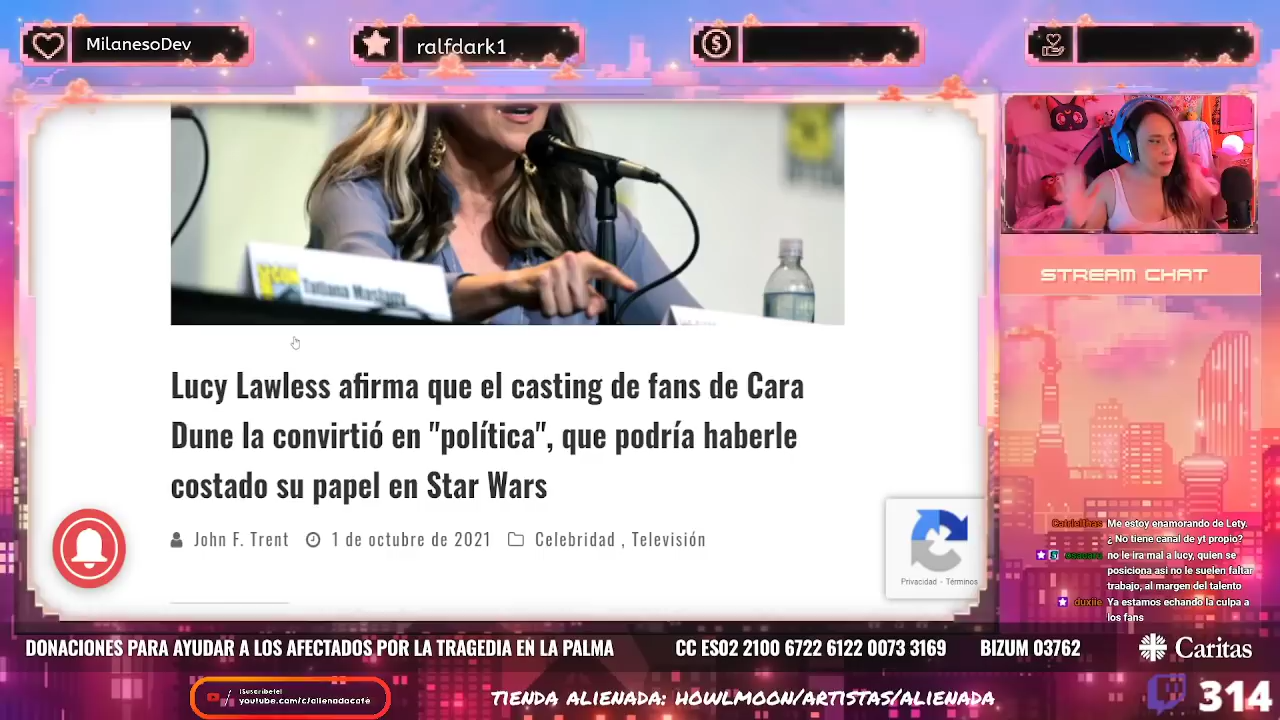 MilanesoDev
ralfdark1
STREAM CHAT
Lucy Lawless afirma que el casting de fans de Cara
Dune la convirtió en "política", que podría haberle
costado su papel en Star Wars
John F. Trent 1 de octubre de 2021 Celebridad , Televisión
Privacidad - Términos
Me estoy enamorando de Lety.
¿ No tiene canal de yt propio?
no le ira mal a lucy, quien se
posiciona asi no le suelen faltar
trabajo, al margen del talento
duxiie Ya estamos echando la culpa a
los fans
DONACIONES PARA AYUDAR A LOS AFECTADOS POR LA TRAGEDIA EN LA PALMA CC ES02 2100 6722 6122 0073 3169 BIZUM 03762 Caritas
¡Suscribete!
youtube.com/c/alienadacafe
TIENDA ALIENADA: HOWLMOON/ARTISTAS/ALIENADA
314